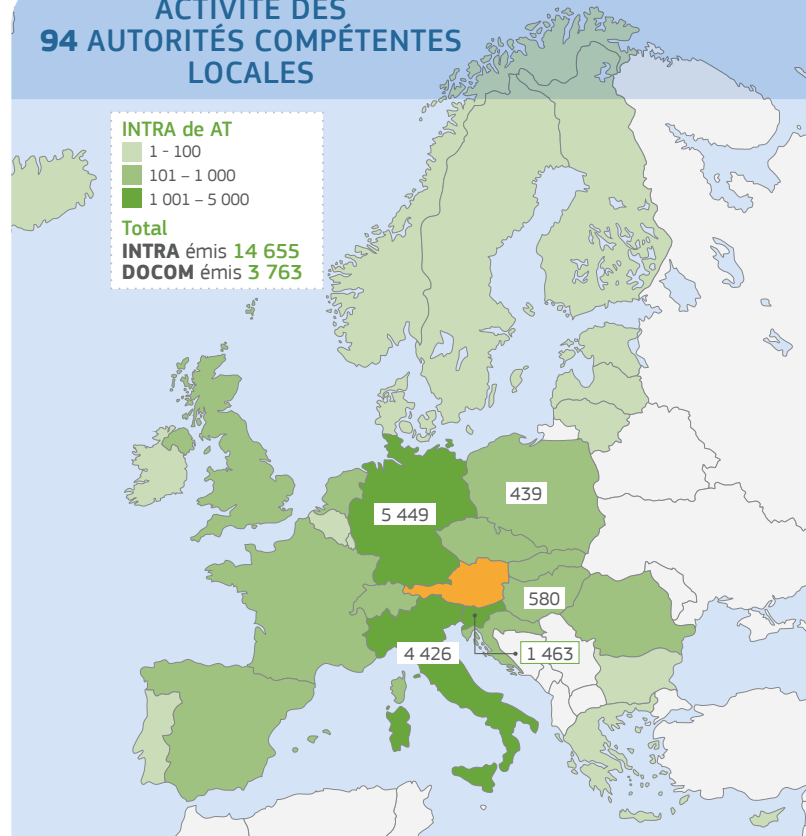 ACTIVITÉ DES
94 AUTORITÉS COMPÉTENTES
LOCALES
INTRA de AT
1 - 100
101 – 1 000
1 001 – 5 000
Total
INTRA émis 14 655
DOCOM émis 3 763
439
5 449
580
4 426
1 463